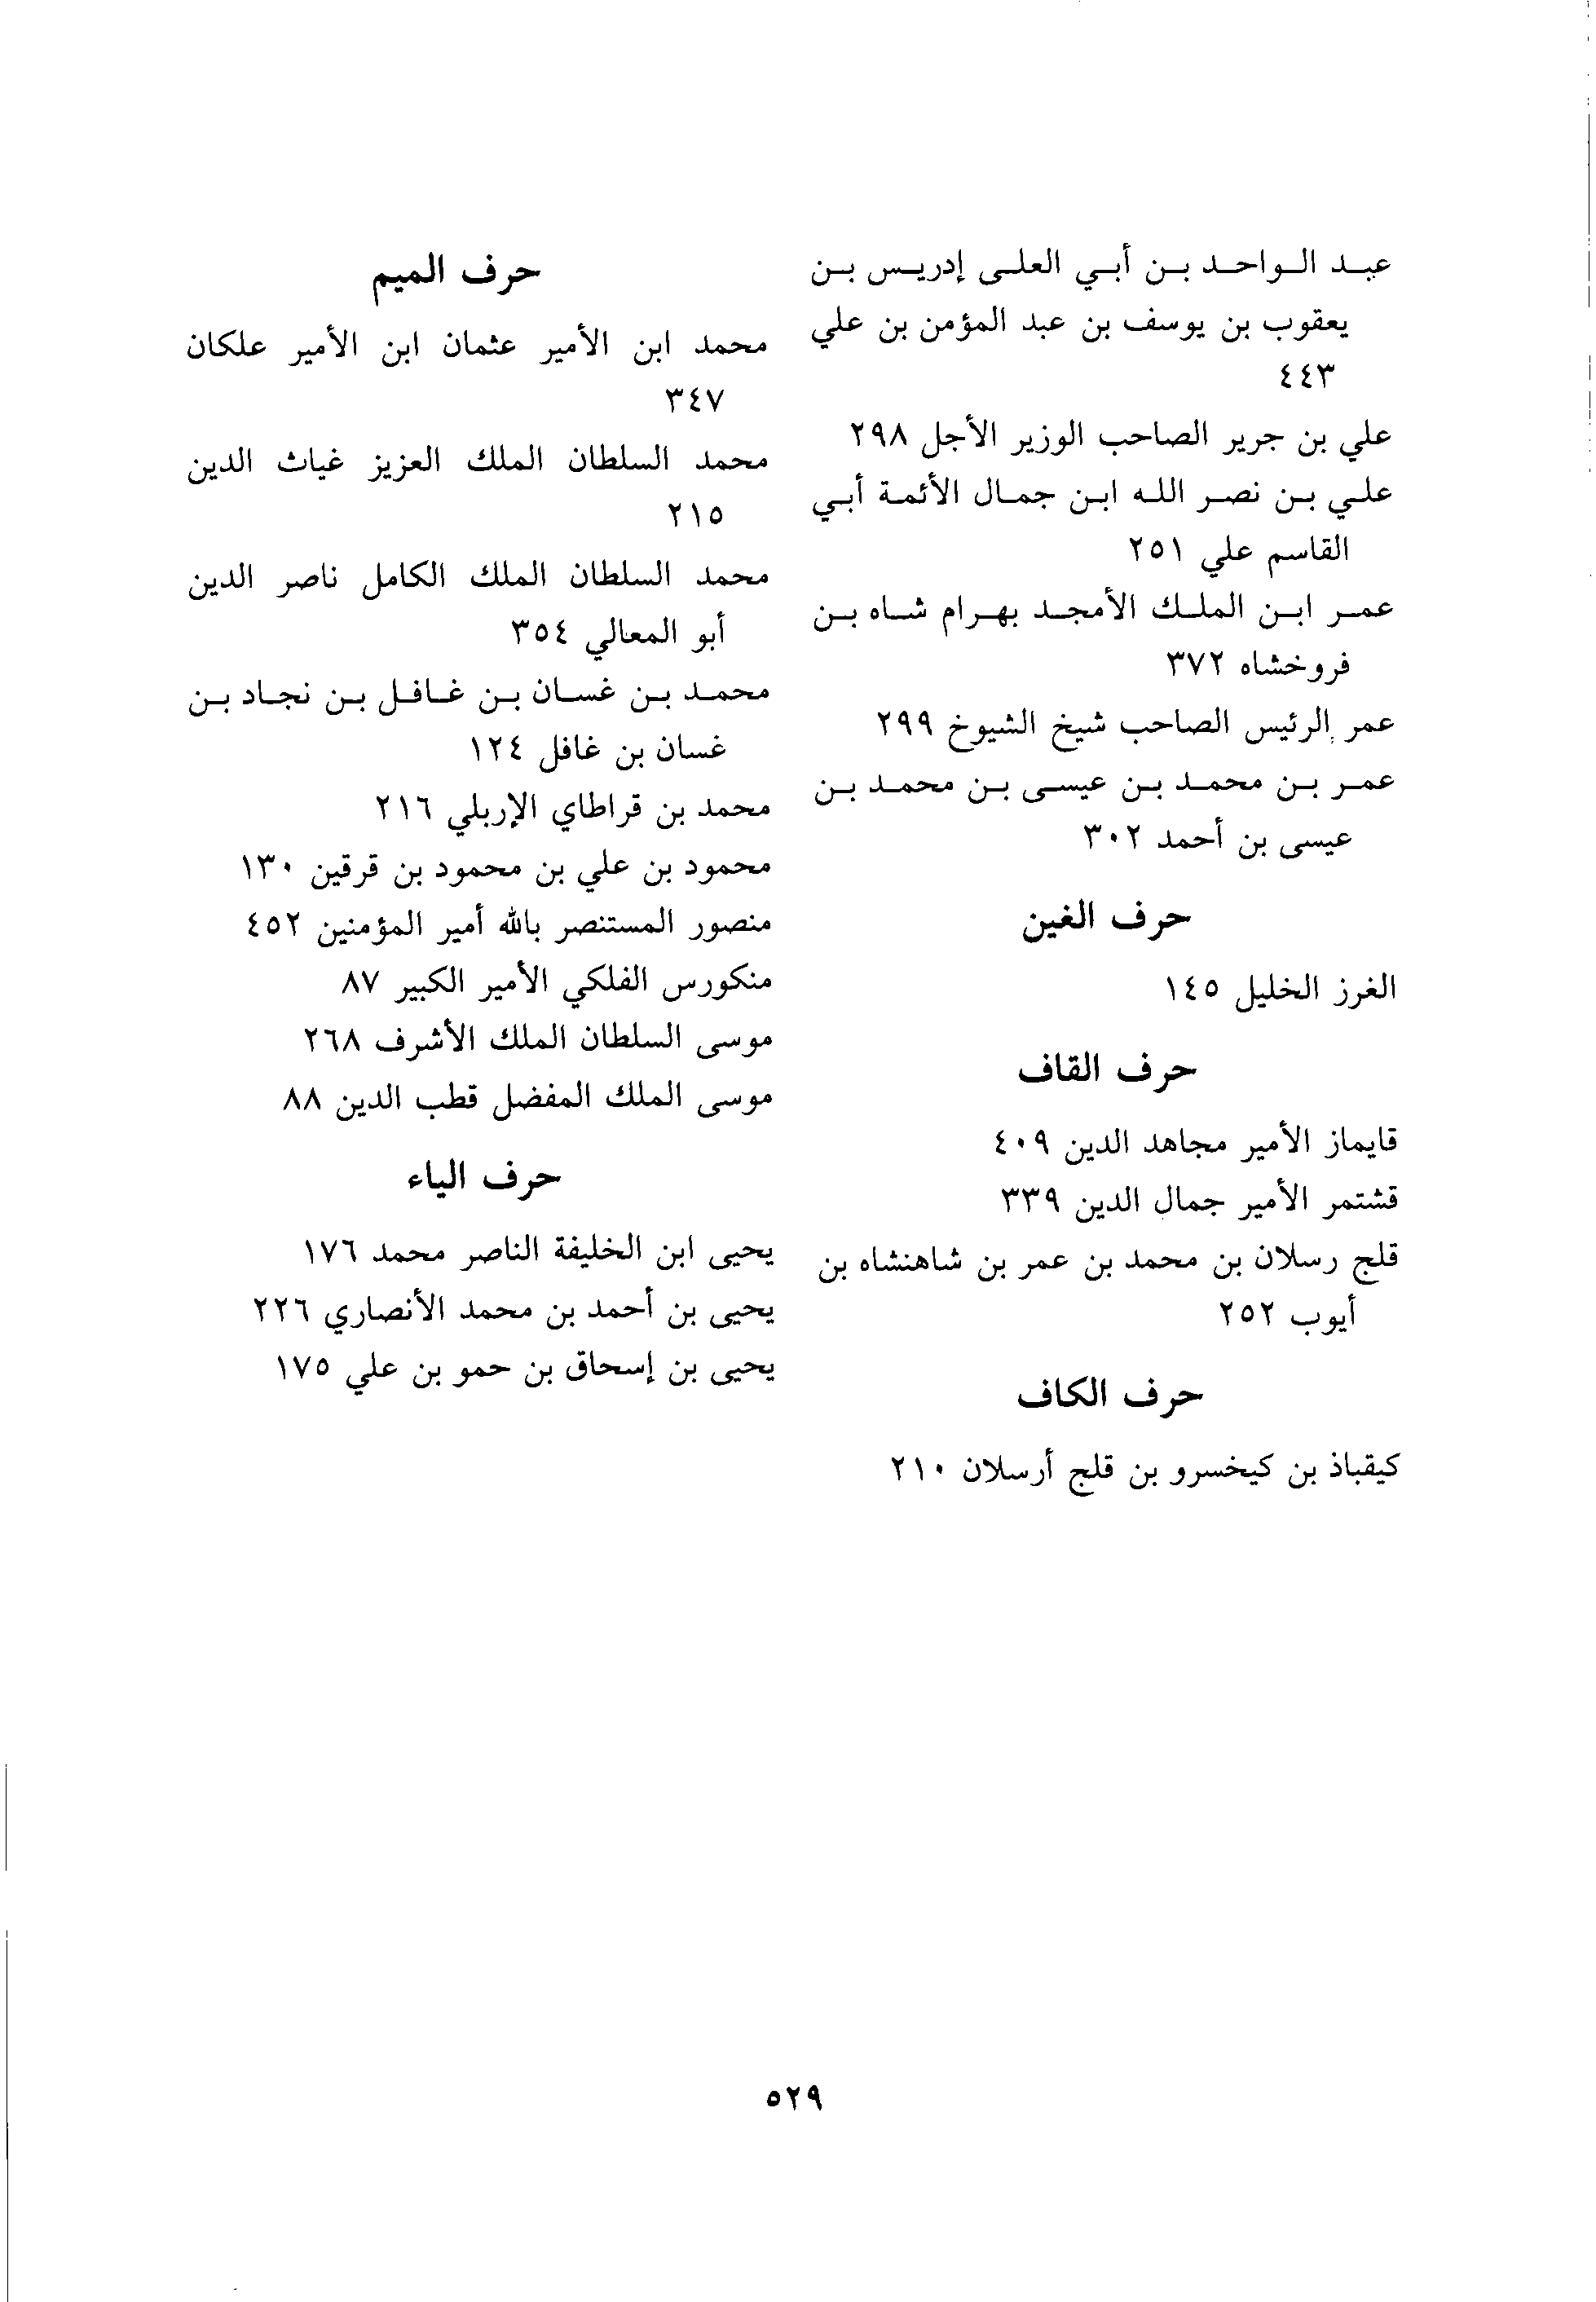 عبد الواحد بن أبي العلى إدريس بن
يعقوب بن يوسف بن عبد المؤمن بن علي
٤٤٣
علي بن جرير الصاحب الوزير الأجل ٢٩٨
علي بن نصر الله ابن جمال الأئمة أبي
القاسم علي ٢٥١
عمر ابن الملك الأمجد بهرام شاه بن
فروخشاه ٣٧٢
عمر الرئيس الصاحب شيخ الشيوخ ٢٩٩
عمر بن محمد بن عيسى بن محمد بن
عيسى بن أحمد ٣٠٢
حرف الغين
الغرز الخليل ١٤٥
حرف القاف
قايماز الأمير مجاهد الدين ٤٠٩
قشتمر الأمير جمال الدين ٣٣٩
قلج رسلان بن محمد بن عمر بن شاهنشاه بن
أيوب ٢٥٢
حرف الكاف
كيقباذ بن كيخسرو بن قلج أرسلان ٢١٠
حرف الميم
محمد ابن الأمير عثمان ابن الأمير علكان
٣٤٧
محمد السلطان الملك العزيز غياث الدين
٢١٥
محمد السلطان الملك الكامل ناصر الدين
أبو المعالي ٣٥٤
محمد بن غسان بن غافل بن نجاد بن
غسان بن غافل ١٢٤
محمد بن قراطاي الإربلي ٢١٦
محمود بن علي بن محمود بن قرقين ١٣٠
منصور المستنصر بالله أمير المؤمنين ٤٥٢
منكورس الفلكي الأمير الكبير ٨٧
موسى السلطان الملك الأشرف ٢٦٨
موسى الملك المفضل قطب الدين ٨٨
حرف الياء
يحيى ابن الخليفة الناصر محمد ١٧٦
يحيى بن أحمد بن محمد الأنصاري ٢٢٦
يحيى بن إسحاق بن حمو بن علي ١٧٥
٥٢٩